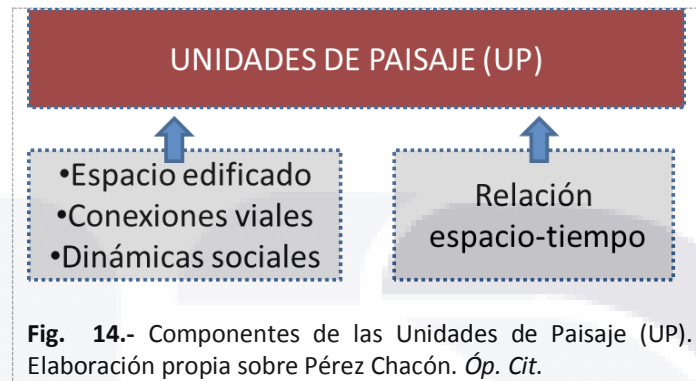 UNIDADES DE PAISAJE (UP)
•Espacio edificado
•Conexiones viales
•Dinámicas sociales
Relación
espacio-tiempo
Fig. 14.- Componentes de las Unidades de Paisaje (UP).
Elaboración propia sobre Pérez Chacón. Óp. Cit.